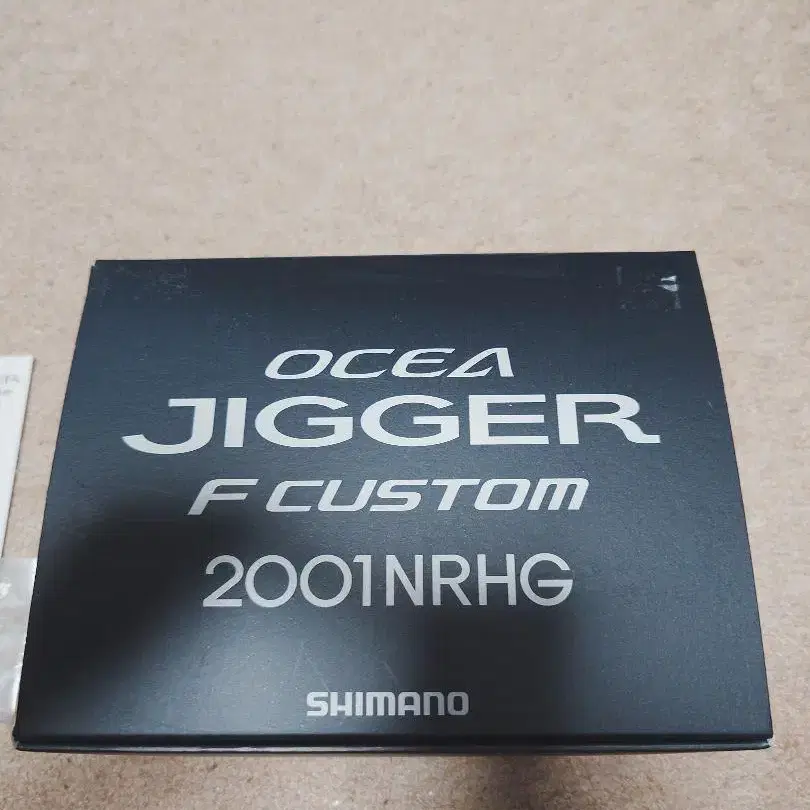 OCEA
JIGGER
F CUSTOM
2001NRHG
SHIMANO